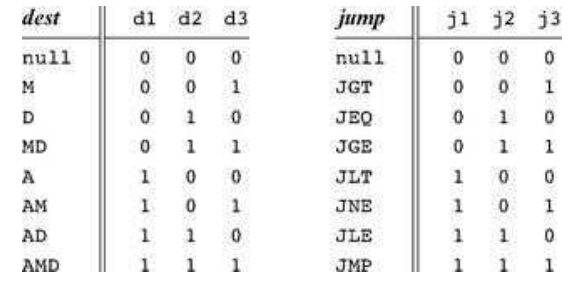 dest d1 d2 d3 jump j1 j2 j3
null 0 0 0 null 0 0 0
M 0 0 1 JGT 0 0 1
D 0 1 0 JEQ 0 1 0
MD 0 1 1 JGE 0 1 1
A 1 0 0 JLT 1 0 0
AM 1 0 1 JNE 1 0 1
AD 1 1 0 JLE 1 1 0
AMD 1 1 1 JMP 1 1 1